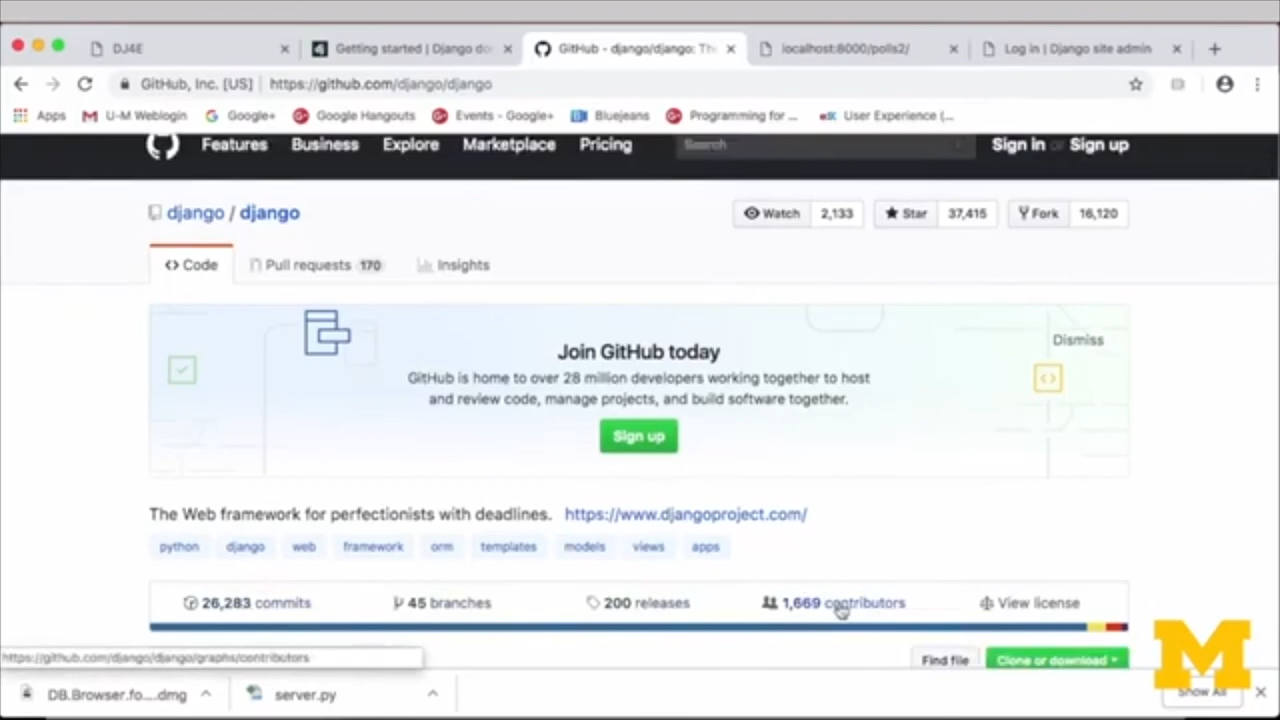 DJ4E
Getting started | Django do
GitHub - django/django: Th
localhost:8000/polls2/
Log in | Django site admin
GitHub, Inc. [US] | https://github.com/django/django
Apps U-M Weblogin Google+ Google Hangouts Events - Google+ Bluejeans Programming for ... User Experience (...
Features Business Explore Marketplace Pricing Search Sign in or Sign up
django / django
Watch 2,133 Star 37,415 Fork 16,120
Code Pull requests 170 Insights
Join GitHub today
Dismiss
GitHub is home to over 28 million developers working together to host
and review code, manage projects, and build software together.
Sign up
The Web framework for perfectionists with deadlines. https://www.djangoproject.com/
python django web framework orm templates models views apps
26,283 commits 45 branches 200 releases 1,669 contributors View license
https://github.com/django/django/graphs/contributors
Find file Clone or download
DB.Browser.fo....dmg server.py Show All
M